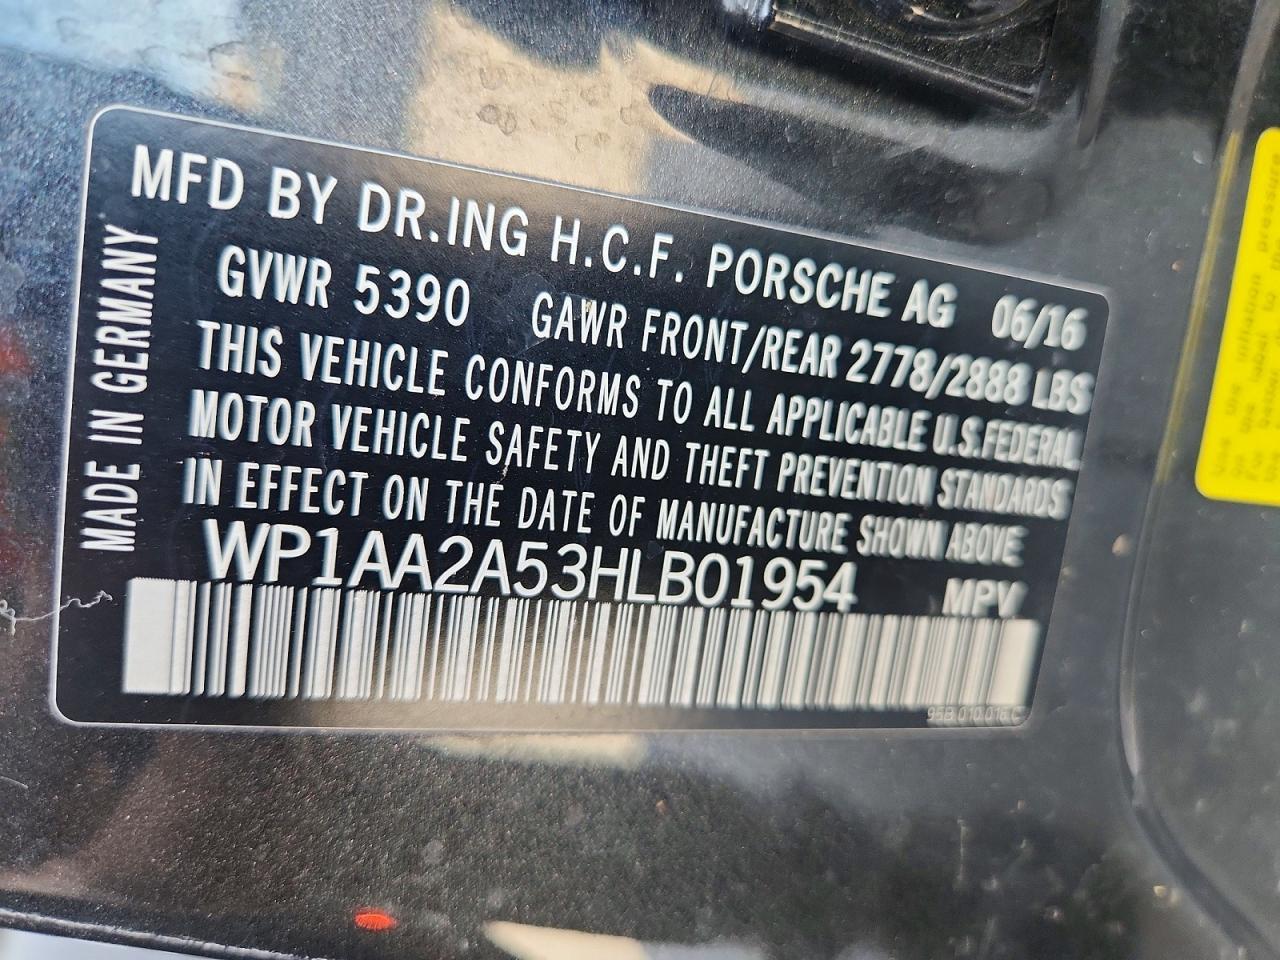 MFD BY DR.ING H.C.F. PORSCHE AG 06/16
GVWR 5390 GAWR FRONT/REAR 2778/2888 LBS
THIS VEHICLE CONFORMS TO ALL APPLICABLE U.S.FEDERAL
MOTOR VEHICLE SAFETY AND THEFT PREVENTION STANDARDS
IN EFFECT ON THE DATE OF MANUFACTURE SHOWN ABOVE
WP1AA2A53HLB01954 MPV
MADE IN GERMANY
95B 010 016 C